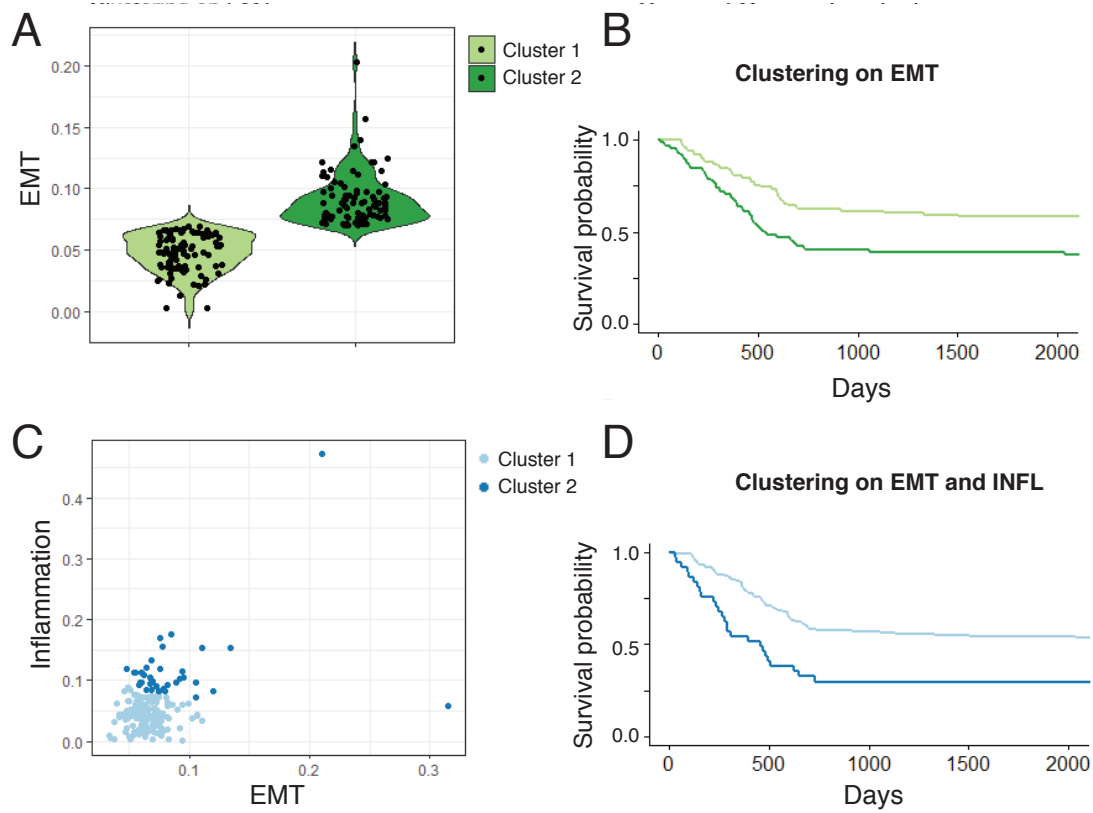 A
B
Cluster 1
Cluster 2
Clustering on EMT
EMT
0.20
0.15
0.10
0.05
0.00
Survival probability
1.0
0.5
0.0
0
500
1000
1500
2000
Days
C
D
Cluster 1
Cluster 2
Clustering on EMT and INFL
Inflammation
0.4
0.3
0.2
0.1
0.0
0.1
0.2
0.3
EMT
Survival probability
1.0
0.5
0.0
0
500
1000
1500
2000
Days